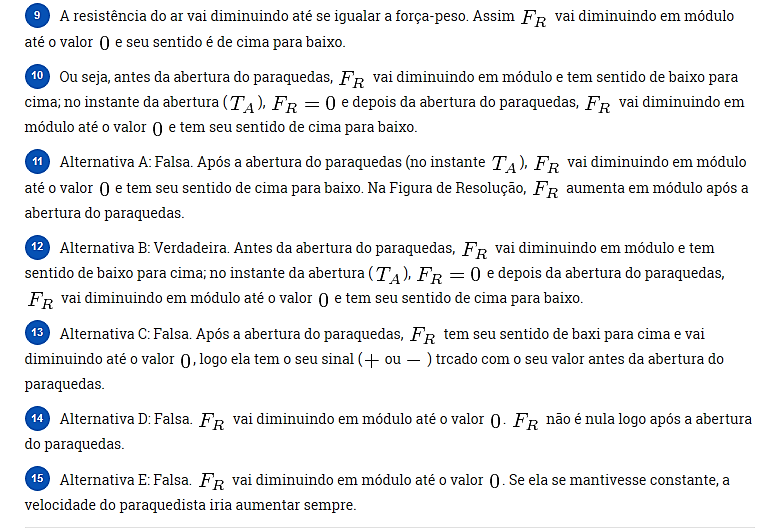 9 A resistência do ar vai diminuindo até se igualar a força-peso. Assim F_R vai diminuindo em módulo
até o valor 0 e seu sentido é de cima para baixo.
10 Ou seja, antes da abertura do paraquedas, F_R vai diminuindo em módulo e tem sentido de baixo para
cima; no instante da abertura (T_A), F_R = 0 e depois da abertura do paraquedas, F_R vai diminuindo em
módulo até o valor 0 e tem seu sentido de cima para baixo.
11 Alternativa A: Falsa. Após a abertura do paraquedas (no instante T_A), F_R vai diminuindo em módulo
até o valor 0 e tem seu sentido de cima para baixo. Na Figura de Resolução, F_R aumenta em módulo após a
abertura do paraquedas.
12 Alternativa B: Verdadeira. Antes da abertura do paraquedas, F_R vai diminuindo em módulo e tem
sentido de baixo para cima; no instante da abertura (T_A), F_R = 0 e depois da abertura do paraquedas,
F_R vai diminuindo em módulo até o valor 0 e tem seu sentido de cima para baixo.
13 Alternativa C: Falsa. Após a abertura do paraquedas, F_R tem seu sentido de baxi para cima e vai
diminuindo até o valor 0, logo ela tem o seu sinal (+ ou −) trcado com o seu valor antes da abertura do
paraquedas.
14 Alternativa D: Falsa. F_R vai diminuindo em módulo até o valor 0. F_R não é nula logo após a abertura
do paraquedas.
15 Alternativa E: Falsa. F_R vai diminuindo em módulo até o valor 0. Se ela se mantivesse constante, a
velocidade do paraquedista iria aumentar sempre.